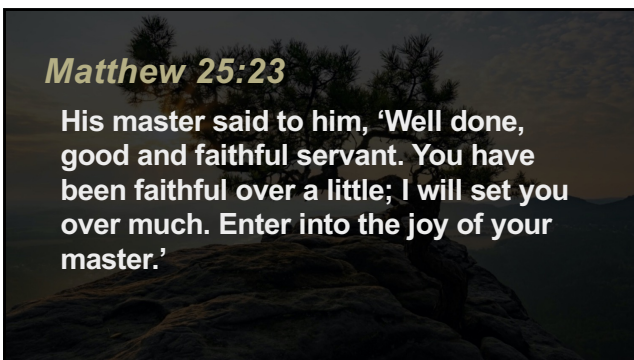 Matthew 25:23
His master said to him, ‘Well done,
good and faithful servant. You have
been faithful over a little; I will set you
over much. Enter into the joy of your
master.’